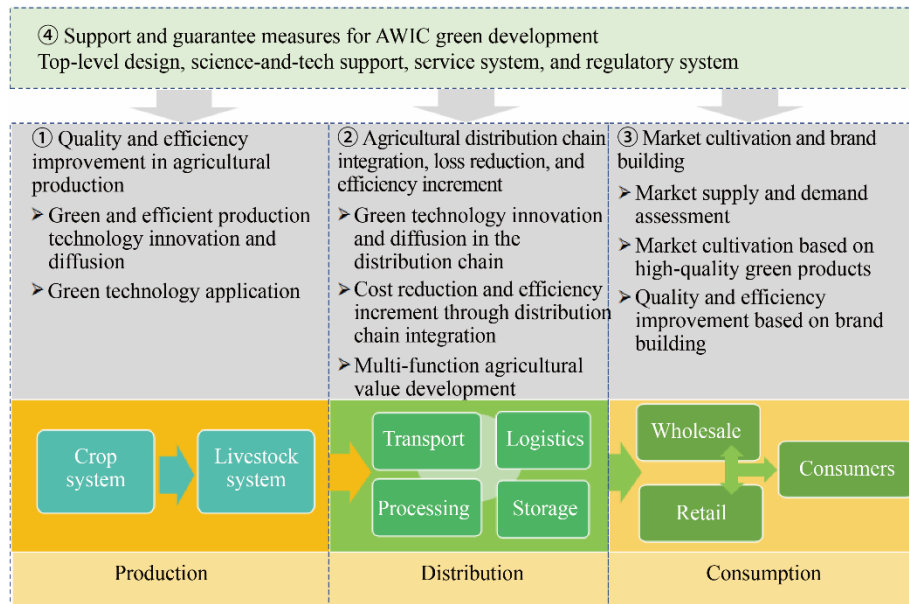 ④ Support and guarantee measures for AWIC green development
Top-level design, science-and-tech support, service system, and regulatory system
① Quality and efficiency
improvement in agricultural
production
➢ Green and efficient production
technology innovation and
diffusion
➢ Green technology application
② Agricultural distribution chain
integration, loss reduction, and
efficiency increment
➢ Green technology innovation
and diffusion in the
distribution chain
➢ Cost reduction and efficiency
increment through distribution
chain integration
➢ Multi-function agricultural
value development
③ Market cultivation and brand
building
➢ Market supply and demand
assessment
➢ Market cultivation based on
high-quality green products
➢ Quality and efficiency
improvement based on brand
building
Crop
system
Livestock
system
Transport
Logistics
Processing
Storage
Wholesale
Retail
Consumers
Production
Distribution
Consumption